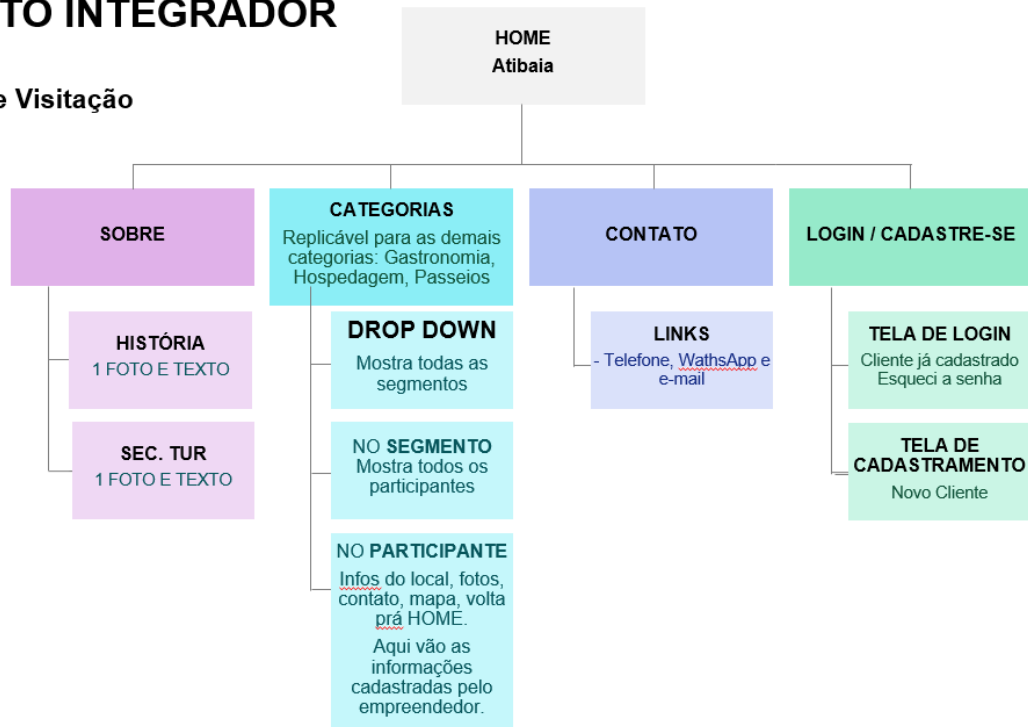 TO INTEGRADOR
e Visitação
HOME
Atibaia
SOBRE
HISTÓRIA
1 FOTO E TEXTO
SEC. TUR
1 FOTO E TEXTO
CATEGORIAS
Replicável para as demais
categorias: Gastronomia,
Hospedagem, Passeios
DROP DOWN
Mostra todas as
segmentos
NO SEGMENTO
Mostra todos os
participantes
NO PARTICIPANTE
Infos do local, fotos,
contato, mapa, volta
prá HOME.
Aqui vão as
informações
cadastradas pelo
empreendedor.
CONTATO
LINKS
- Telefone, WathsApp e
e-mail
LOGIN / CADASTRE-SE
TELA DE LOGIN
Cliente já cadastrado
Esqueci a senha
TELA DE
CADASTRAMENTO
Novo Cliente